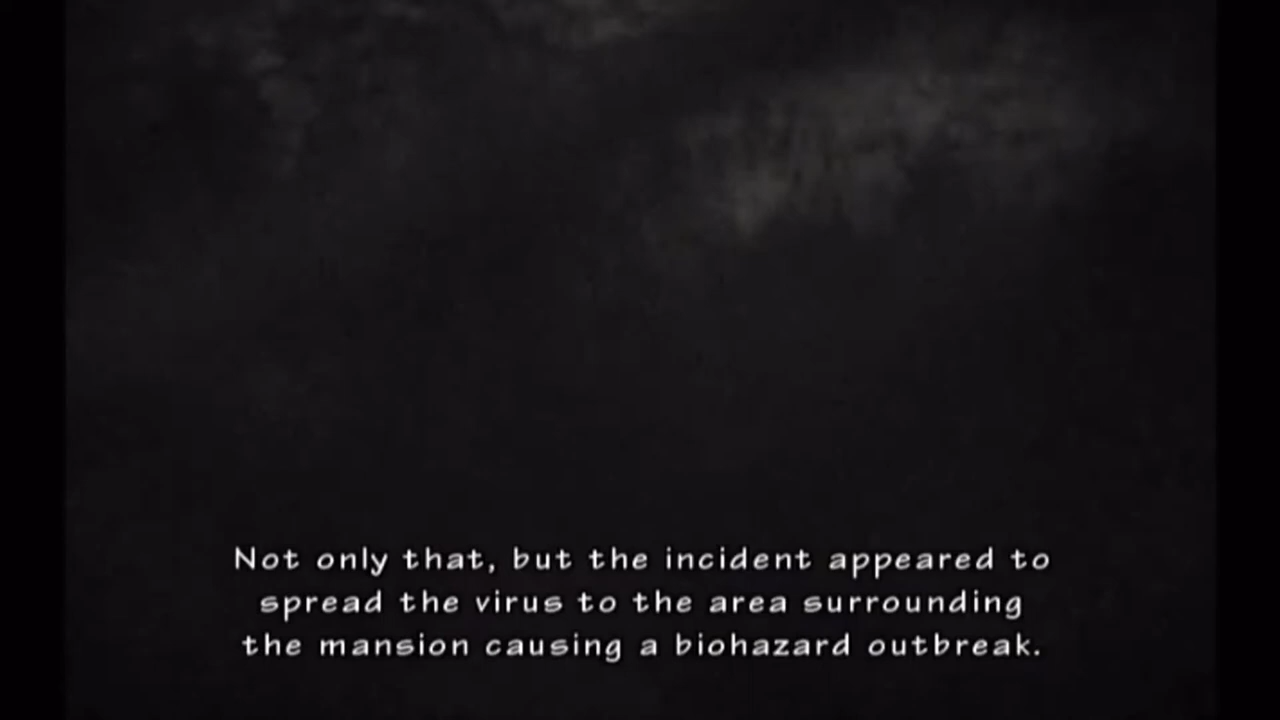 Not only that, but the incident appeared to
spread the virus to the area surrounding
the mansion causing a biohazard outbreak.